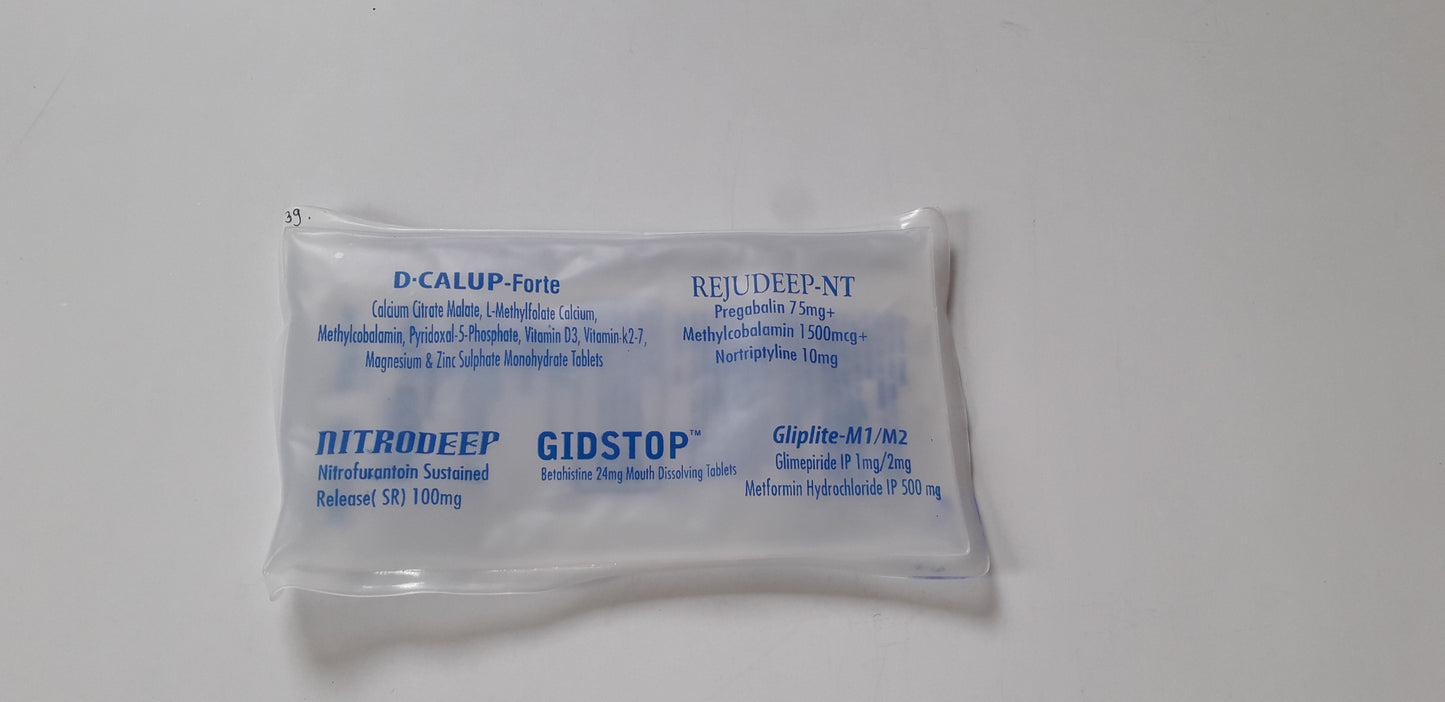 39.
D·CALUP-Forte
Calcium Citrate Malate, L-Methylfolate Calcium,
Methylcobalamin, Pyridoxal-5-Phosphate, Vitamin D3, Vitamin-k2-7,
Magnesium & Zinc Sulphate Monohydrate Tablets
REJUDEEP-NT
Pregabalin 75mg+
Methylcobalamin 1500mcg+
Nortriptyline 10mg
NITRODEEP
Nitrofurantoin Sustained
Release( SR) 100mg
GIDSTOP™
Betahistine 24mg Mouth Dissolving Tablets
Gliplite-M1/M2
Glimepiride IP 1mg/2mg
Metformin Hydrochloride IP 500 mg